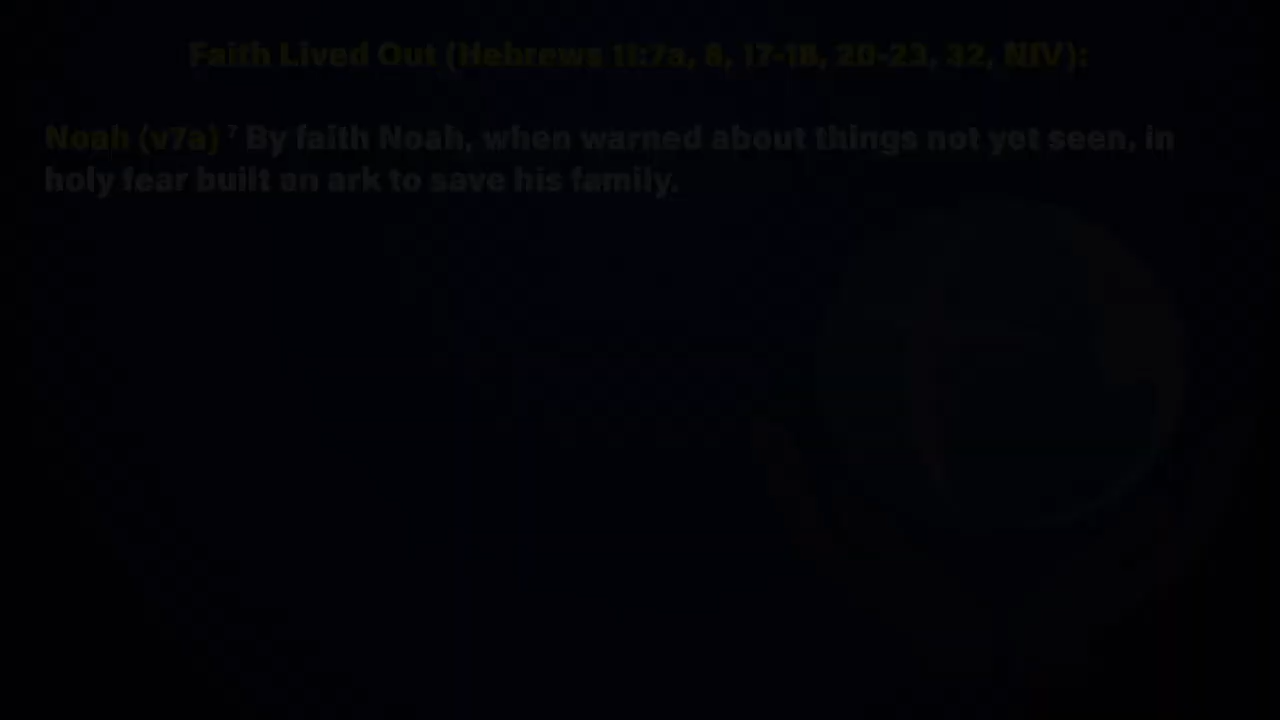 Faith Lived Out (Hebrews 11:7a, 8, 17-18, 20-23, 32, NIV):
Noah (v7a) ⁷ By faith Noah, when warned about things not yet seen, in
holy fear built an ark to save his family.